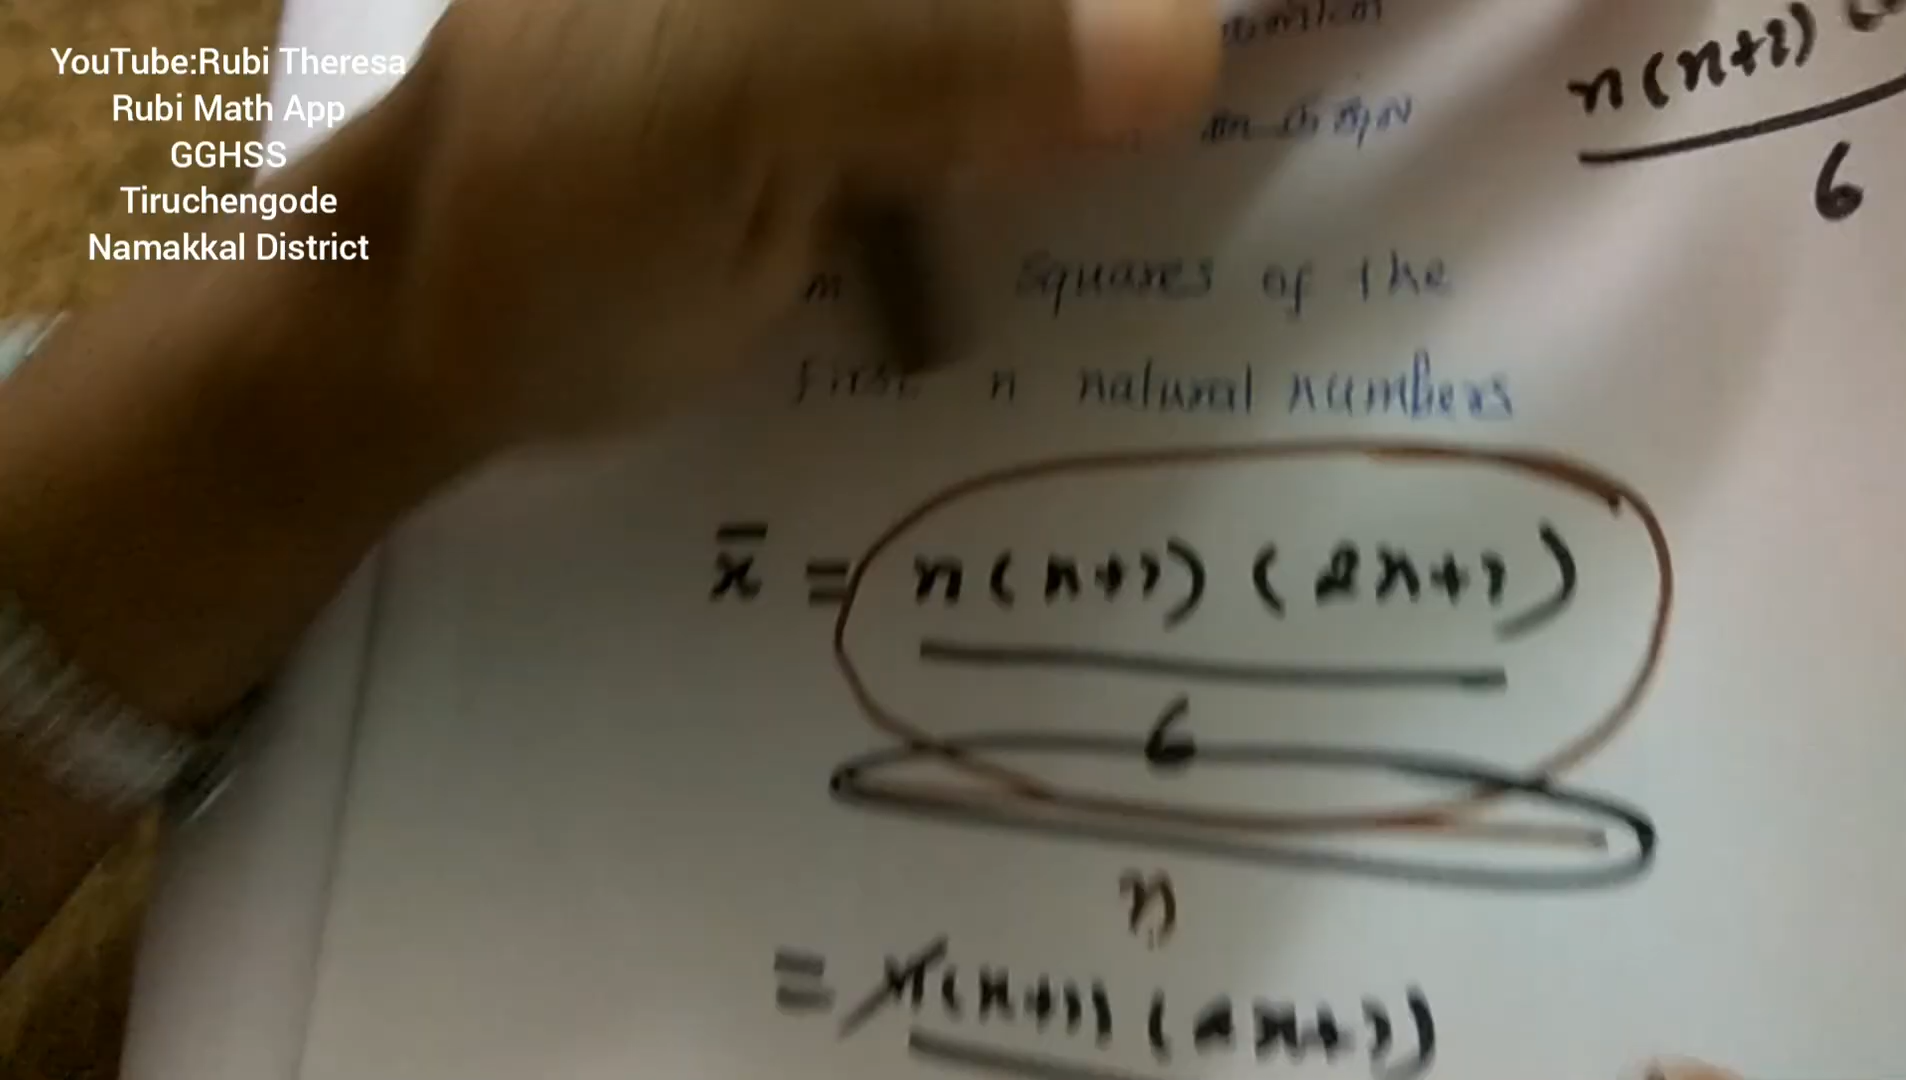 YouTube:Rubi Theresa
Rubi Math App
GGHSS
Tiruchengode
Namakkal District
n(n+1)
6
squares of the
first n natural numbers
x̄ = n(n+1) (2n+1)
6
n
= n(n+1) (2n+1)